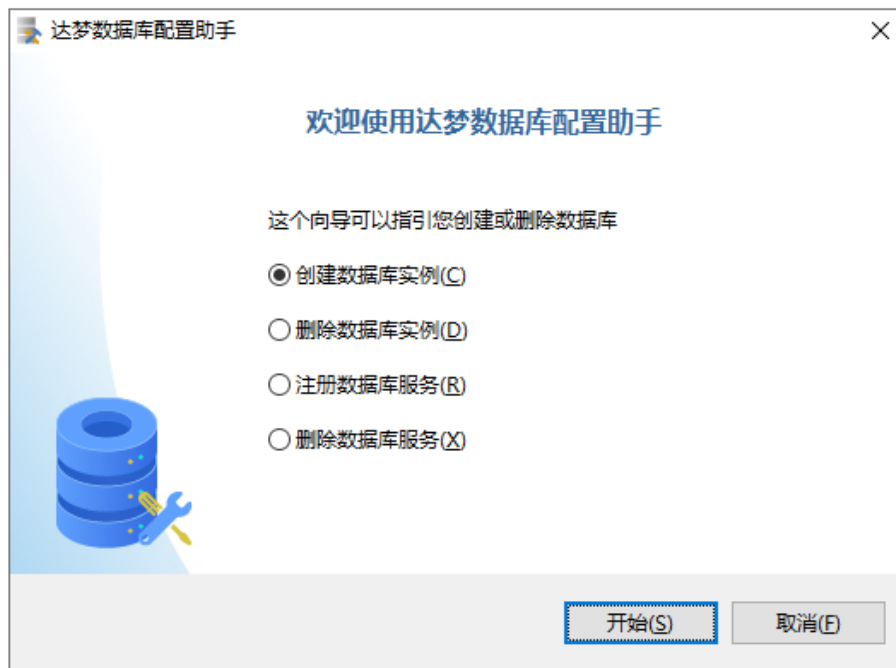 达梦数据库配置助手
欢迎使用达梦数据库配置助手
这个向导可以指引您创建或删除数据库
创建数据库实例(C)
删除数据库实例(D)
注册数据库服务(R)
删除数据库服务(X)
开始(S)
取消(F)